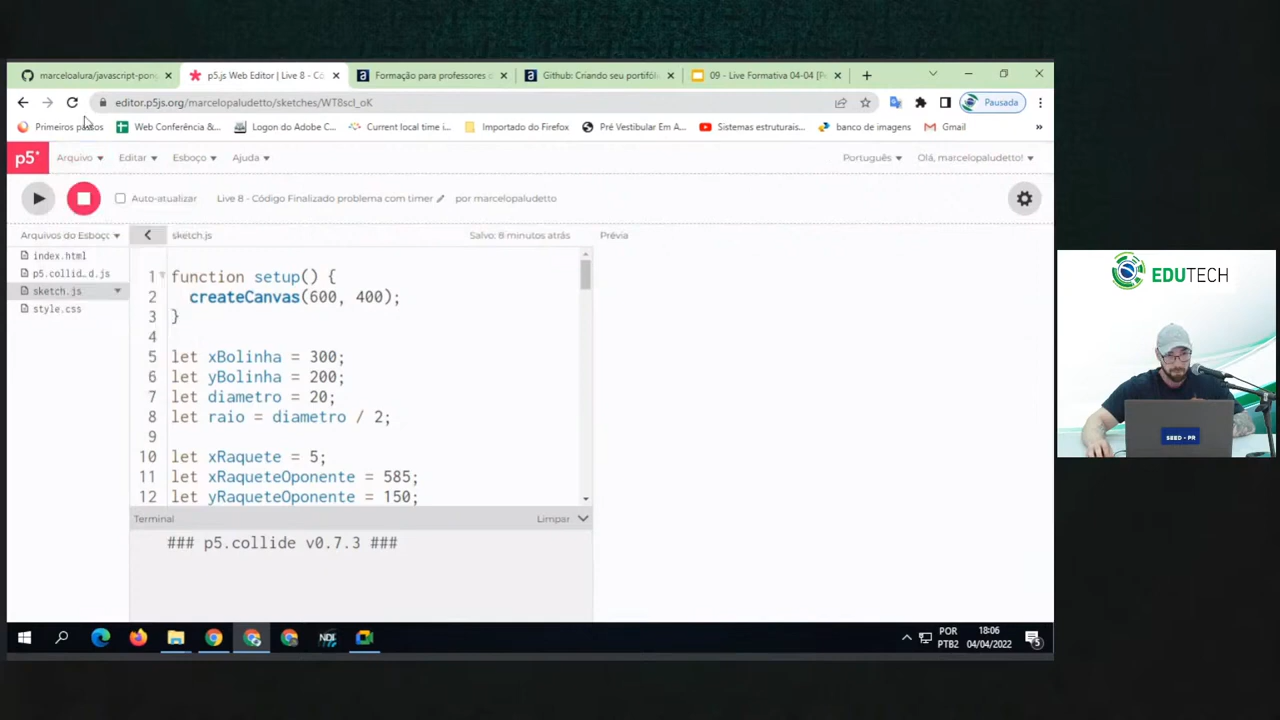 marceloalura/javascript-pong
p5.js Web Editor | Live 8 - Có
Formação para professores d
Github: Criando seu portifól
09 - Live Formativa 04-04 [P
editor.p5js.org/marcelopaludetto/sketches/WT8scl_oK
Pausada
Primeiros passos
Web Conferência &...
Logon do Adobe C...
Current local time i...
Importado do Firefox
Pré Vestibular Em A...
Sistemas estruturais...
banco de imagens
Gmail
»
p5*
Arquivo
Editar
Esboço
Ajuda
Português
Olá, marcelopaludetto!
Auto-atualizar
Live 8 - Código Finalizado problema com timer
por marcelopaludetto
Arquivos do Esboço
sketch.js
Salvo: 8 minutos atrás
Prévia
index.html
p5.collid...d.js
sketch.js
style.css
1 function setup() {
2 createCanvas(600, 400);
3 }
4
5 let xBolinha = 300;
6 let yBolinha = 200;
7 let diametro = 20;
8 let raio = diametro / 2;
9
10 let xRaquete = 5;
11 let xRaqueteOponente = 585;
12 let yRaqueteOponente = 150;
Terminal
Limpar
### p5.collide v0.7.3 ###
EDUTECH
SEED - PR
NDI
POR
PTB2
18:06
04/04/2022
5